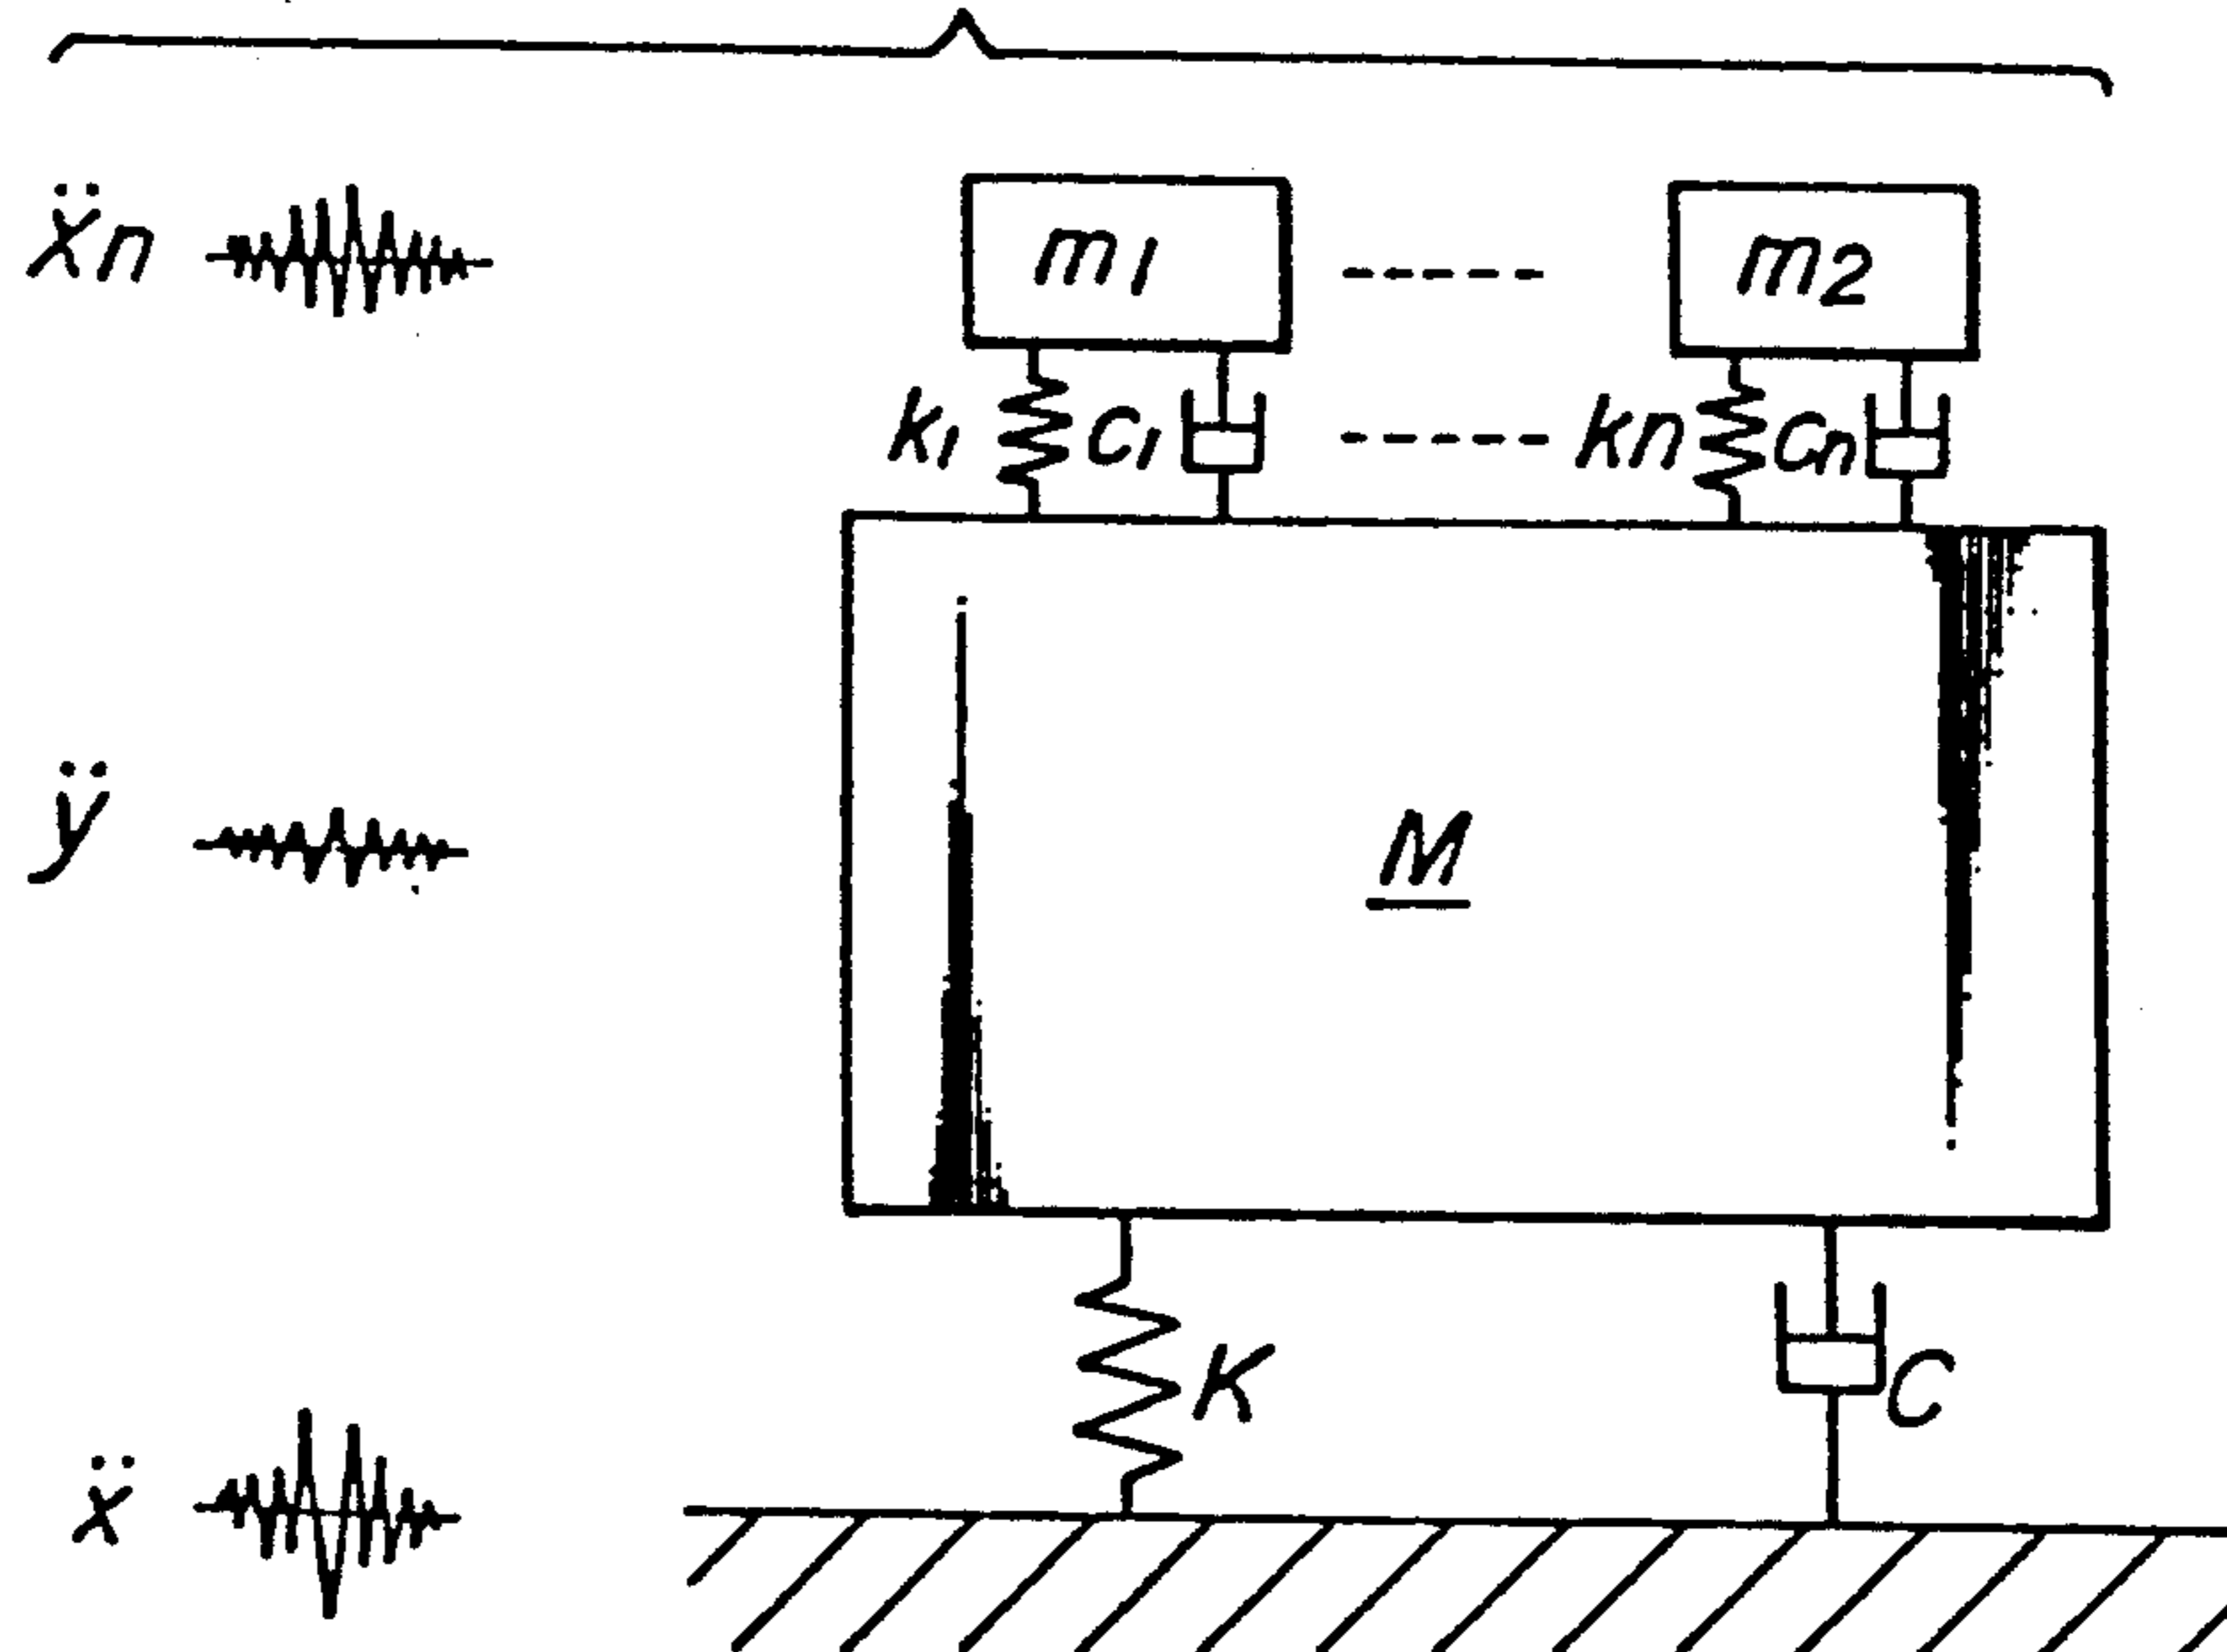 ẍn m1 ------ m2
k1 c1 ----- kn cn
ÿ M
K C
ẍ